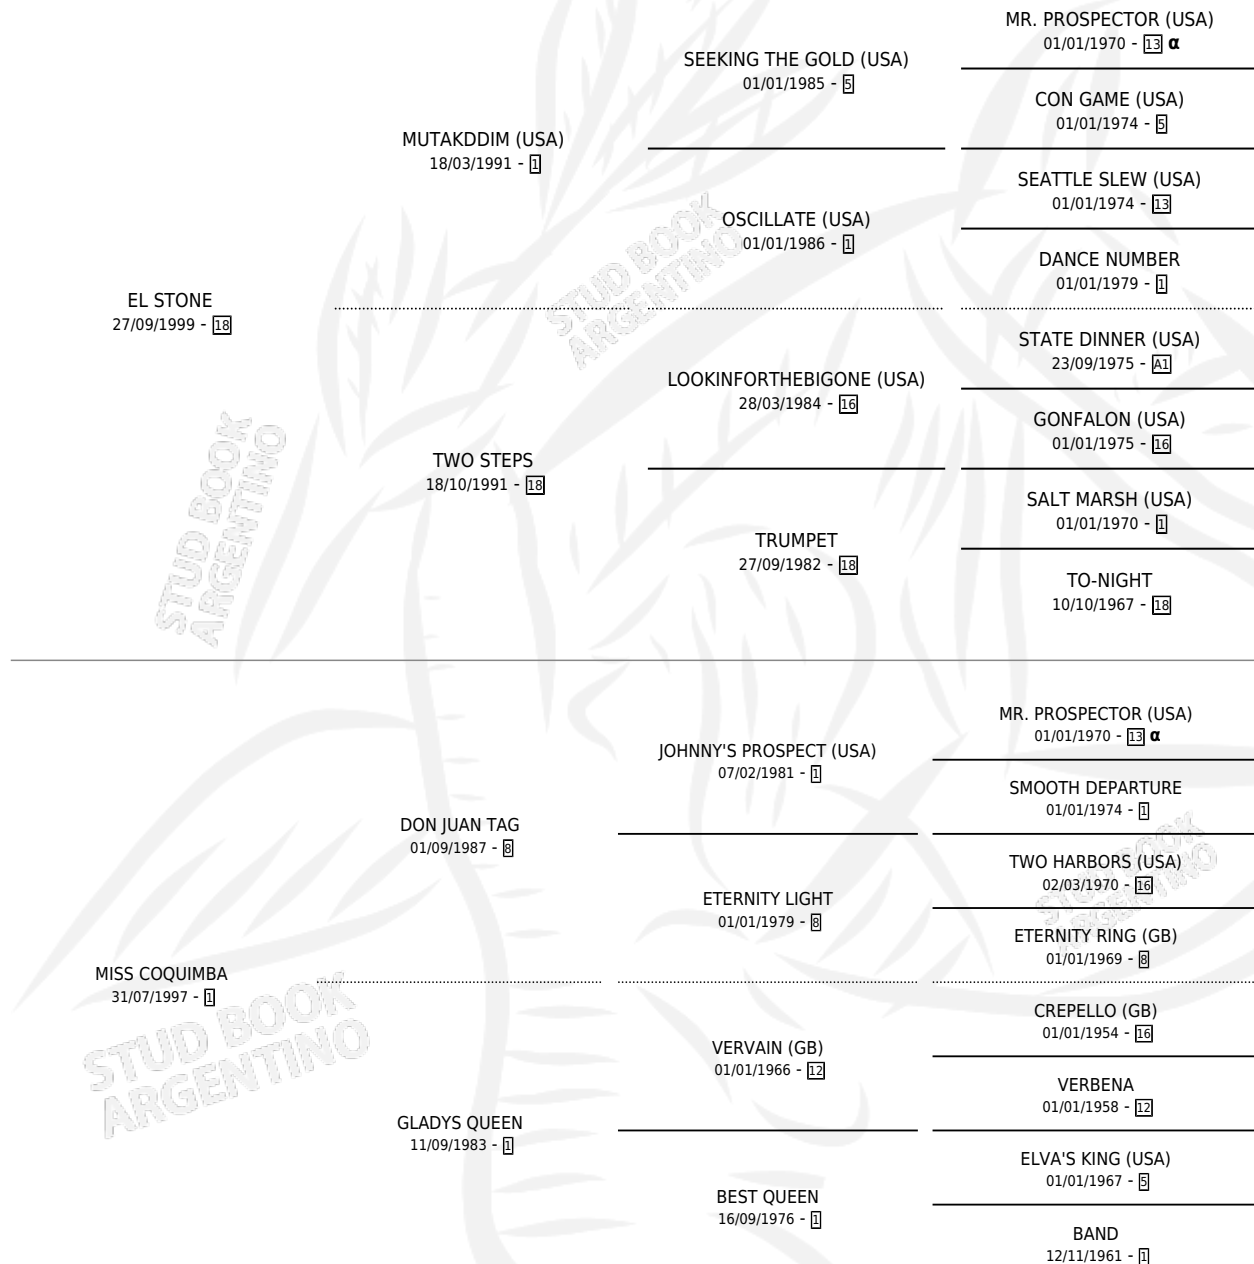 MR. PROSPECTOR (USA)
01/01/1970 - 13 α
SEEKING THE GOLD (USA)
01/01/1985 - 5
CON GAME (USA)
01/01/1974 - 5
MUTAKDDIM (USA)
18/03/1991 - 1
SEATTLE SLEW (USA)
01/01/1974 - 13
OSCILLATE (USA)
01/01/1986 - 1
DANCE NUMBER
01/01/1979 - 1
EL STONE
27/09/1999 - 18
STATE DINNER (USA)
23/09/1975 - A1
LOOKINFORTHEBIGONE (USA)
28/03/1984 - 16
GONFALON (USA)
01/01/1975 - 16
TWO STEPS
18/10/1991 - 18
SALT MARSH (USA)
01/01/1970 - 1
TRUMPET
27/09/1982 - 18
TO-NIGHT
10/10/1967 - 18
MR. PROSPECTOR (USA)
01/01/1970 - 13 α
JOHNNY'S PROSPECT (USA)
07/02/1981 - 1
SMOOTH DEPARTURE
01/01/1974 - 1
DON JUAN TAG
01/09/1987 - 8
TWO HARBORS (USA)
02/03/1970 - 16
ETERNITY LIGHT
01/01/1979 - 8
ETERNITY RING (GB)
01/01/1969 - 8
MISS COQUIMBA
31/07/1997 - 1
CREPELLO (GB)
01/01/1954 - 16
VERVAIN (GB)
01/01/1966 - 12
VERBENA
01/01/1958 - 12
GLADYS QUEEN
11/09/1983 - 1
ELVA'S KING (USA)
01/01/1967 - 5
BEST QUEEN
16/09/1976 - 1
BAND
12/11/1961 - 1
STUD BOOK
ARGENTINO
STUD BOOK
ARGENTINO
STUD BOOK
ARGENTINO
STUD BOOK
ARGENTINO